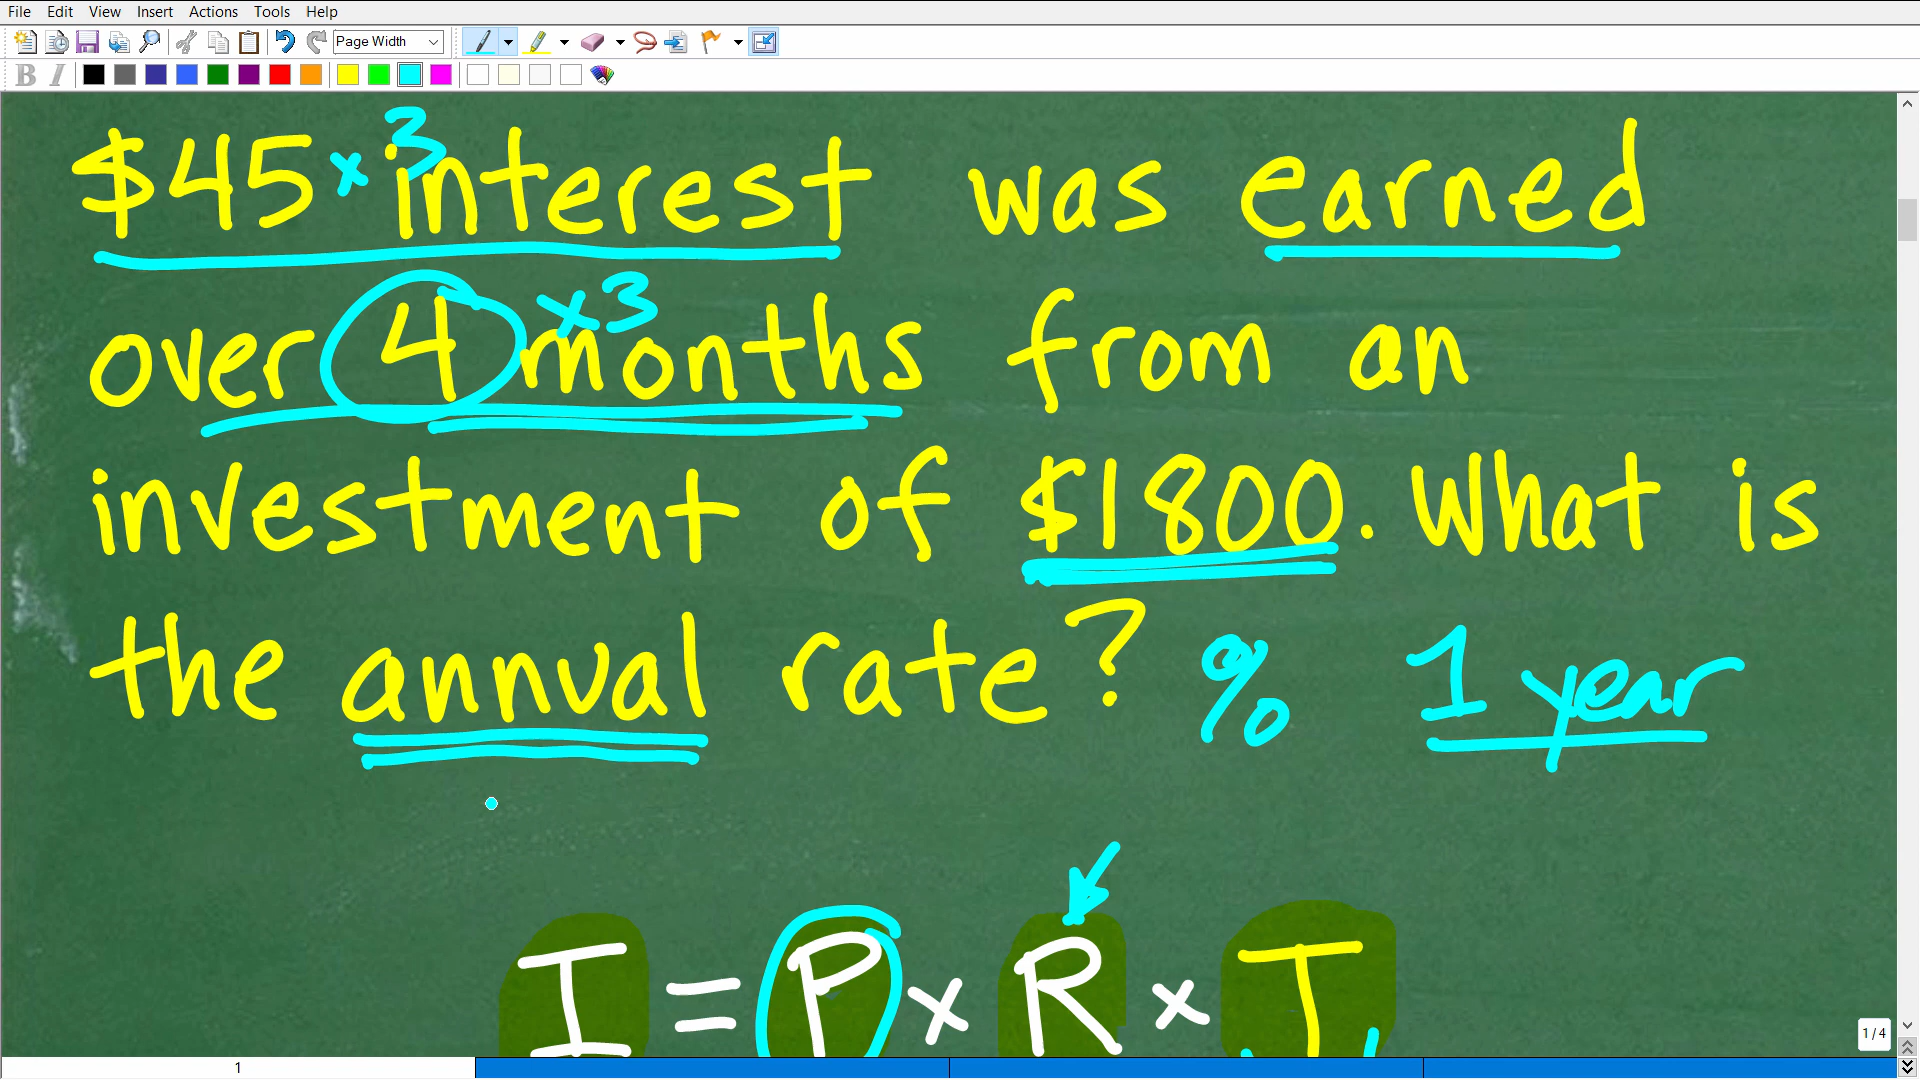 File Edit View Insert Actions Tools Help
Page Width
B I
$45 x 3 interest was earned
over 4 x3 months from an
investment of $1800. What is
the annual rate? % 1 year
I = P x R x T
1 / 4
1